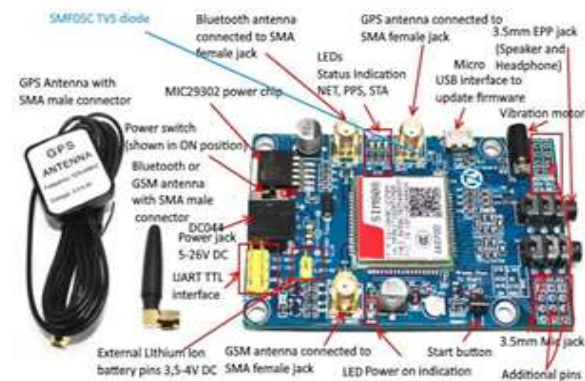 SMF05C TVS diode
Bluetooth antenna
connected to SMA
female jack
GPS antenna connected to
SMA female jack
3.5mm EPP jack
(Speaker and
Headphone)
LEDs
Status Indication
NET, PPS, STA
Micro
USB interface to
update firmware
Vibration motor
GPS Antenna with
SMA male connector
MIC29302 power chip
Power switch
(shown in ON position)
Bluetooth or
GSM antenna
with SMA male
connector
GPS
ANTENNA
SIM808
DC044
Power jack
5-26V DC
UART TTL
interface
External Lithium Ion
battery pins 3,5-4V DC
GSM antenna connected to
SMA female jack
LED Power on indication
Start button
3.5mm Mic jack
Additional pins